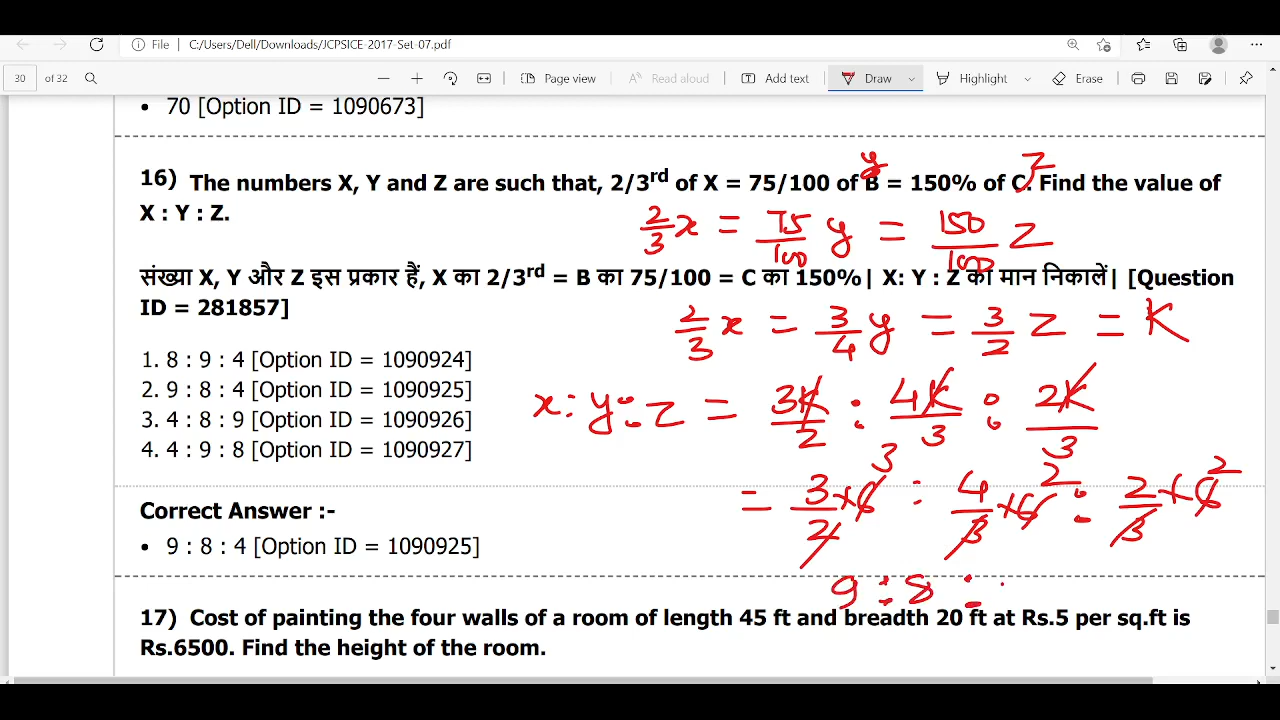 File C:/Users/Dell/Downloads/JCPSICE-2017-Set-07.pdf
30 of 32 Page view Read aloud Add text Draw Highlight Erase
• 70 [Option ID = 1090673]
y z
16) The numbers X, Y and Z are such that, 2/3rd of X = 75/100 of B = 150% of C. Find the value of
X : Y : Z.
2/3 x = 75/100 y = 150/100 z
संख्या X, Y और Z इस प्रकार हैं, X का 2/3rd = B का 75/100 = C का 150%| X: Y : Z का मान निकालें| [Question
ID = 281857]
2/3 x = 3/4 y = 3/2 z = K
1. 8 : 9 : 4 [Option ID = 1090924]
2. 9 : 8 : 4 [Option ID = 1090925]
x : y : z = 3K/2 : 4K/3 : 2K/3
3. 4 : 8 : 9 [Option ID = 1090926]
4. 4 : 9 : 8 [Option ID = 1090927]
3 2 2
= 3/2 × 6 : 4/3 × 6 : 2/3 × 6
Correct Answer :-
• 9 : 8 : 4 [Option ID = 1090925]
9 : 8 :
17) Cost of painting the four walls of a room of length 45 ft and breadth 20 ft at Rs.5 per sq.ft is
Rs.6500. Find the height of the room.